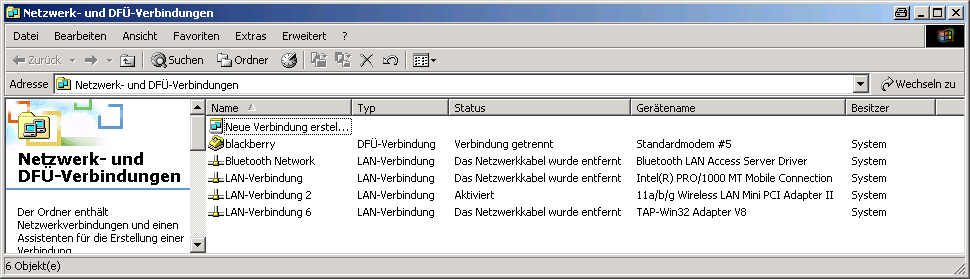 Netzwerk- und DFÜ-Verbindungen
Datei Bearbeiten Ansicht Favoriten Extras Erweitert ?
Zurück Suchen Ordner
Adresse Netzwerk- und DFÜ-Verbindungen Wechseln zu
Netzwerk- und
DFÜ-Verbindungen
Der Ordner enthält
Netzwerkverbindungen und einen
Assistenten für die Erstellung einer
Verbindung
Name Typ Status Gerätename Besitzer
Neue Verbindung erstel...
blackberry DFÜ-Verbindung Verbindung getrennt Standardmodem #5 System
Bluetooth Network LAN-Verbindung Das Netzwerkkabel wurde entfernt Bluetooth LAN Access Server Driver System
LAN-Verbindung LAN-Verbindung Das Netzwerkkabel wurde entfernt Intel(R) PRO/1000 MT Mobile Connection System
LAN-Verbindung 2 LAN-Verbindung Aktiviert 11a/b/g Wireless LAN Mini PCI Adapter II System
LAN-Verbindung 6 LAN-Verbindung Das Netzwerkkabel wurde entfernt TAP-Win32 Adapter V8 System
6 Objekt(e)